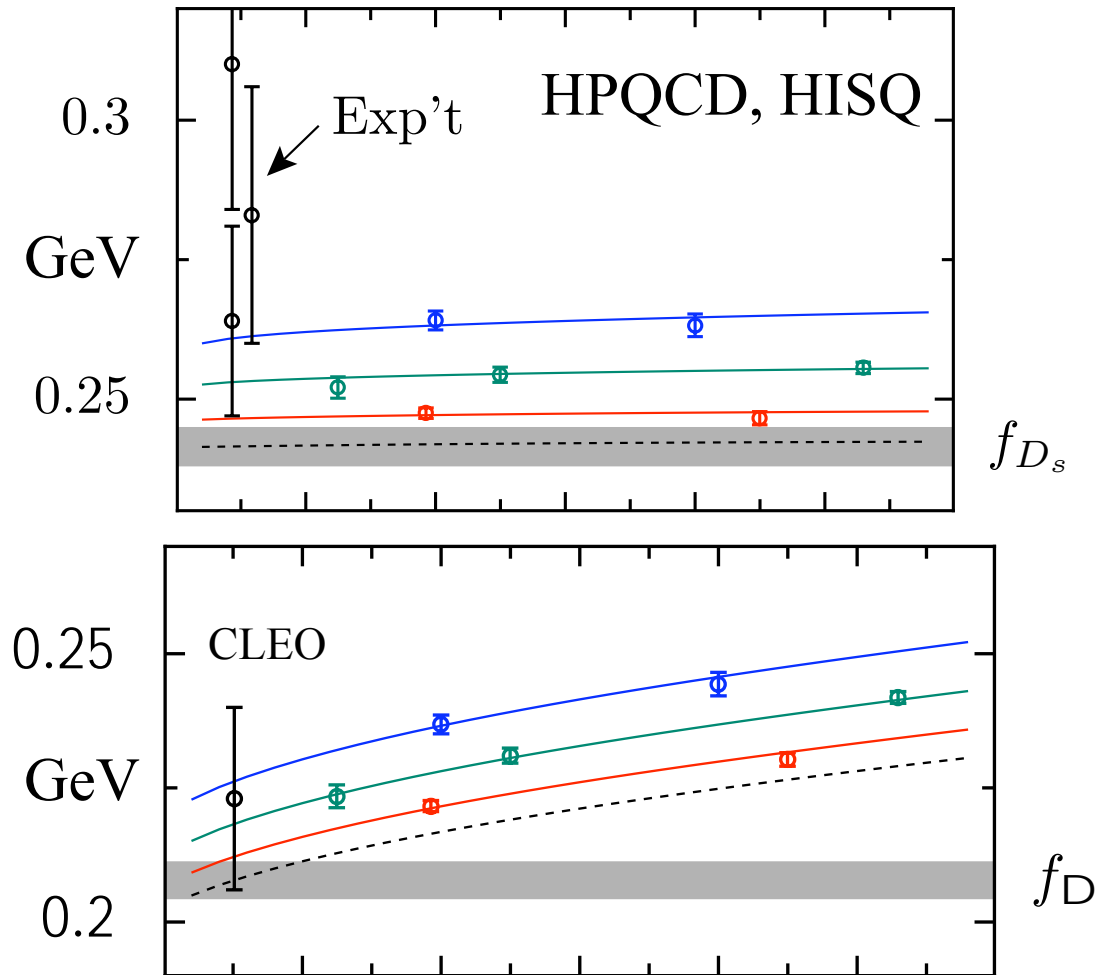 HPQCD, HISQ
0.3
Exp't
GeV
0.25
f_{D_s}
0.25
CLEO
GeV
f_D
0.2